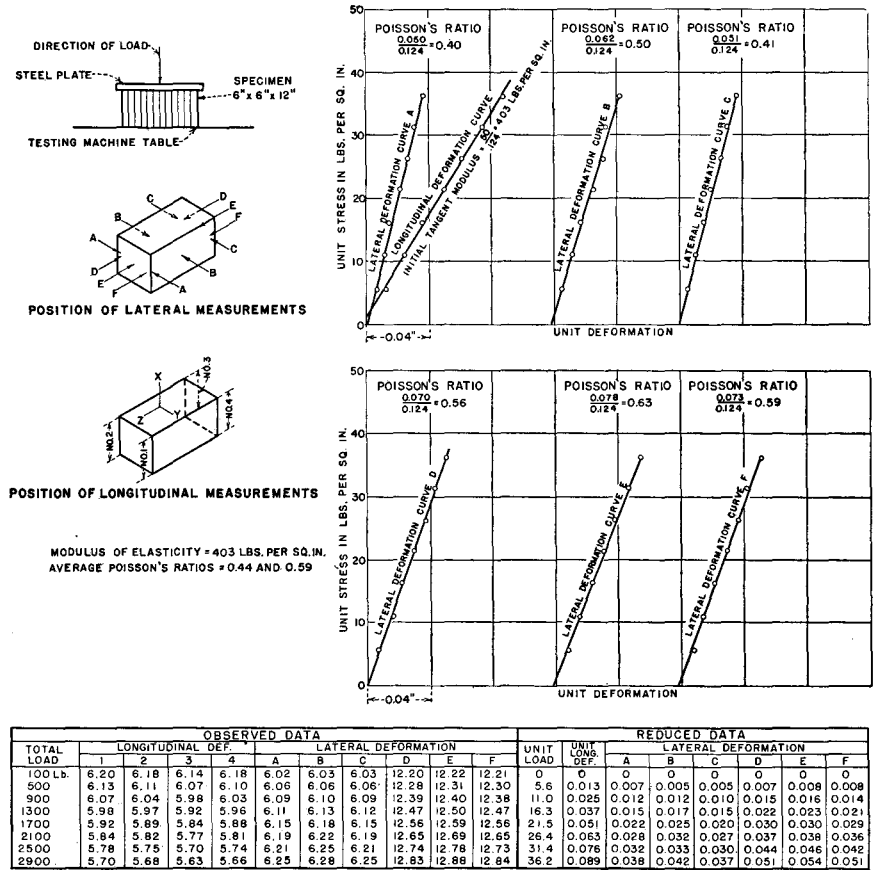 DIRECTION OF LOAD
STEEL PLATE
SPECIMEN
6"x 6"x 12"
TESTING MACHINE TABLE
A
B
C
D
E
F
C
B
A
F
E
D
POSITION OF LATERAL MEASUREMENTS
X
Y
Z
NO.3
NO.4
NO.2
NO.1
POSITION OF LONGITUDINAL MEASUREMENTS
MODULUS OF ELASTICITY = 403 LBS. PER SQ. IN.
AVERAGE POISSON'S RATIOS = 0.44 AND 0.59
UNIT STRESS IN LBS. PER SQ. IN.
50
40
30
20
10
0
POISSON'S RATIO
0.050
0.124 = 0.40
POISSON'S RATIO
0.062
0.124 = 0.50
POISSON'S RATIO
0.051
0.124 = 0.41
LATERAL DEFORMATION CURVE A
LONGITUDINAL DEFORMATION CURVE
INITIAL TANGENT MODULUS = 50
.124 = 403 LBS. PER SQ. IN.
LATERAL DEFORMATION CURVE B
LATERAL DEFORMATION CURVE C
-0.04"-
UNIT DEFORMATION
UNIT STRESS IN LBS. PER SQ. IN.
50
40
30
20
10
0
POISSON'S RATIO
0.070
0.124 = 0.56
POISSON'S RATIO
0.078
0.124 = 0.63
POISSON'S RATIO
0.073
0.124 = 0.59
LATERAL DEFORMATION CURVE D
LATERAL DEFORMATION CURVE E
LATERAL DEFORMATION CURVE F
-0.04"-
UNIT DEFORMATION
OBSERVED DATA REDUCED DATA
TOTAL LOAD LONGITUDINAL DEF. LATERAL DEFORMATION UNIT LOAD UNIT LONG. DEF. LATERAL DEFORMATION
1 2 3 4 A B C D E F A B C D E F
100 Lb. 6.20 6.18 6.14 6.18 6.02 6.03 6.03 12.20 12.22 12.21 0 0 0 0 0 0 0 0
500 6.13 6.11 6.07 6.10 6.06 6.06 6.06 12.28 12.31 12.30 5.6 0.013 0.007 0.005 0.005 0.007 0.008 0.008
900 6.07 6.04 5.98 6.03 6.09 6.10 6.09 12.39 12.40 12.38 11.0 0.025 0.012 0.012 0.010 0.015 0.016 0.014
1300 5.98 5.97 5.92 5.96 6.11 6.13 6.12 12.47 12.50 12.47 16.3 0.037 0.015 0.017 0.015 0.022 0.023 0.021
1700 5.92 5.89 5.84 5.88 6.15 6.18 6.15 12.56 12.59 12.56 21.5 0.051 0.022 0.025 0.020 0.030 0.030 0.029
2100 5.84 5.82 5.77 5.81 6.19 6.22 6.19 12.65 12.69 12.65 26.4 0.063 0.028 0.032 0.027 0.037 0.038 0.036
2500 5.78 5.75 5.70 5.74 6.21 6.25 6.21 12.74 12.78 12.73 31.4 0.076 0.032 0.033 0.030 0.044 0.046 0.042
2900 5.70 5.68 5.63 5.66 6.25 6.28 6.25 12.83 12.88 12.84 36.2 0.089 0.038 0.042 0.037 0.051 0.054 0.051